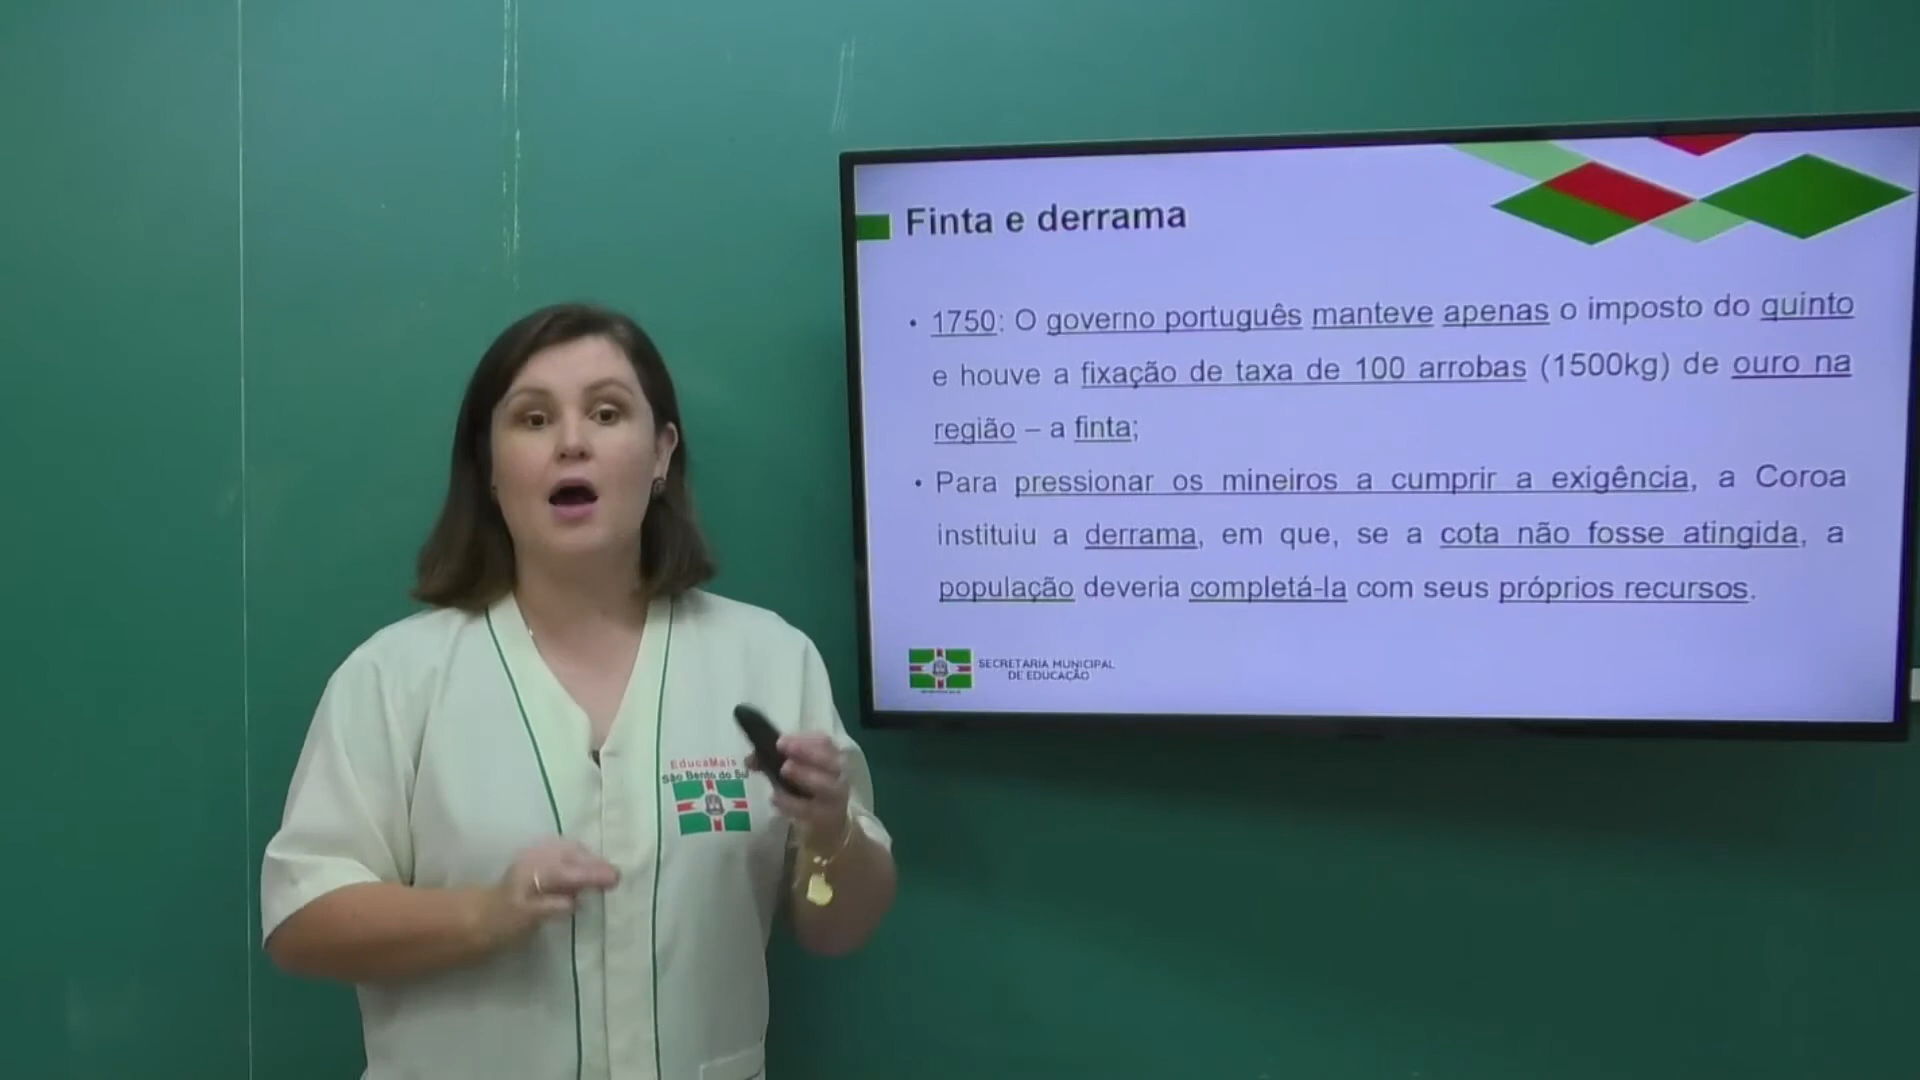 Finta e derrama
• 1750: O governo português manteve apenas o imposto do quinto
e houve a fixação de taxa de 100 arrobas (1500kg) de ouro na
região – a finta;
• Para pressionar os mineiros a cumprir a exigência, a Coroa
instituiu a derrama, em que, se a cota não fosse atingida, a
população deveria completá-la com seus próprios recursos.
SECRETARIA MUNICIPAL
DE EDUCAÇÃO
EducaMais
São Bento do Sul